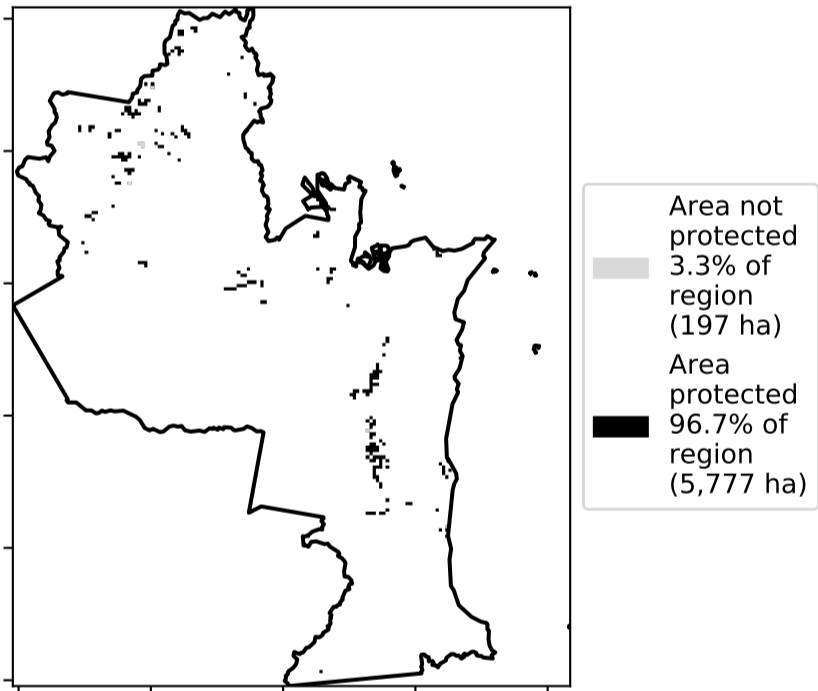 Area not
protected
3.3% of
region
(197 ha)
Area
protected
96.7% of
region
(5,777 ha)